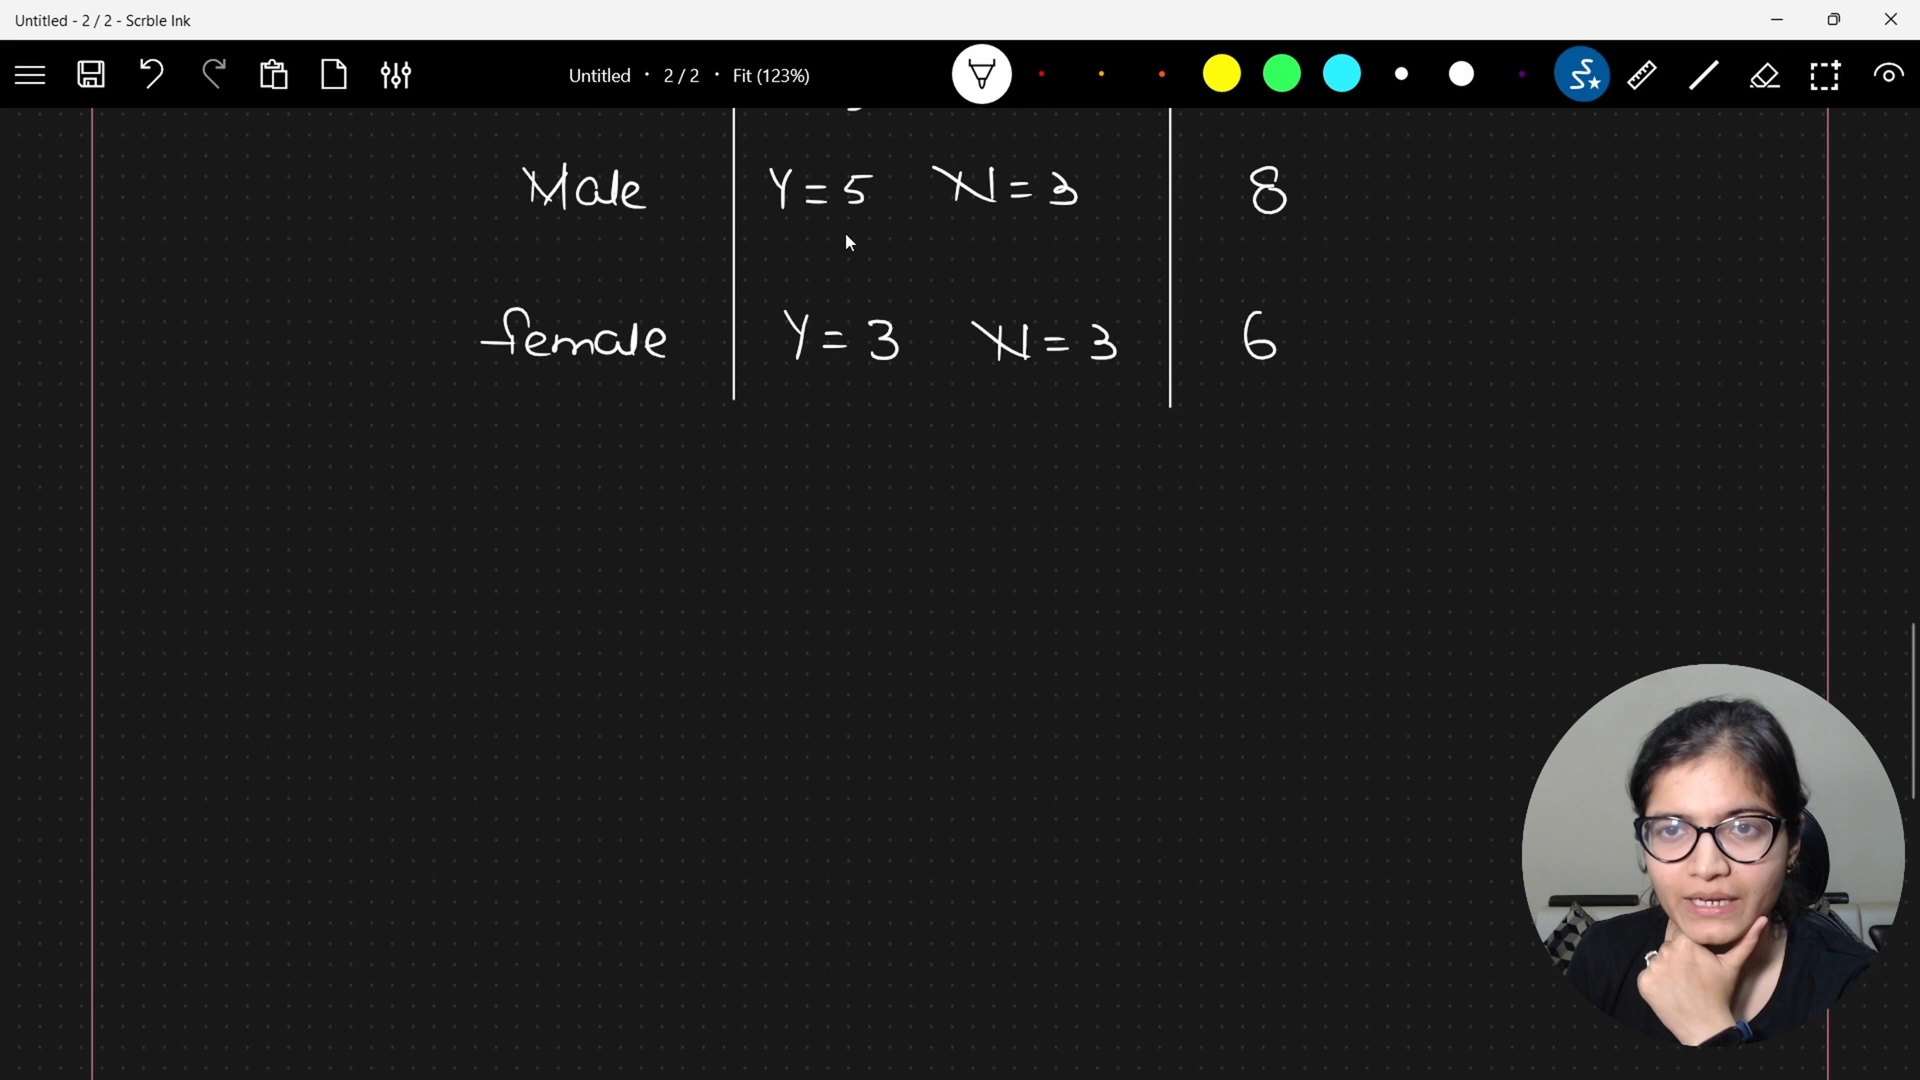 Untitled - 2 / 2 - Scrble Ink
Untitled • 2 / 2 • Fit (123%)
Male Y = 5 N = 3 8
female Y = 3 N = 3 6